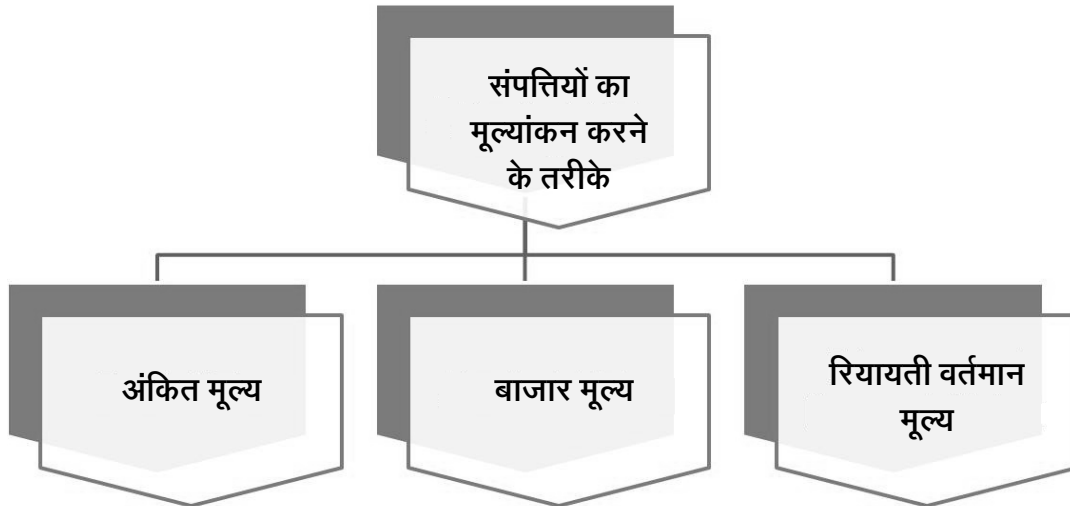 संपत्तियों का
मूल्यांकन करने
के तरीके
अंकित मूल्य
बाजार मूल्य
रियायती वर्तमान
मूल्य